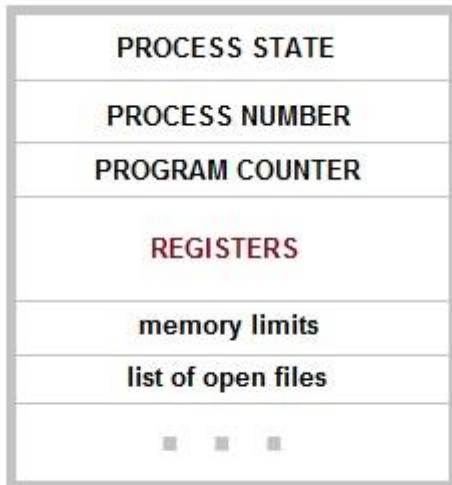 PROCESS STATE
PROCESS NUMBER
PROGRAM COUNTER
REGISTERS
memory limits
list of open files